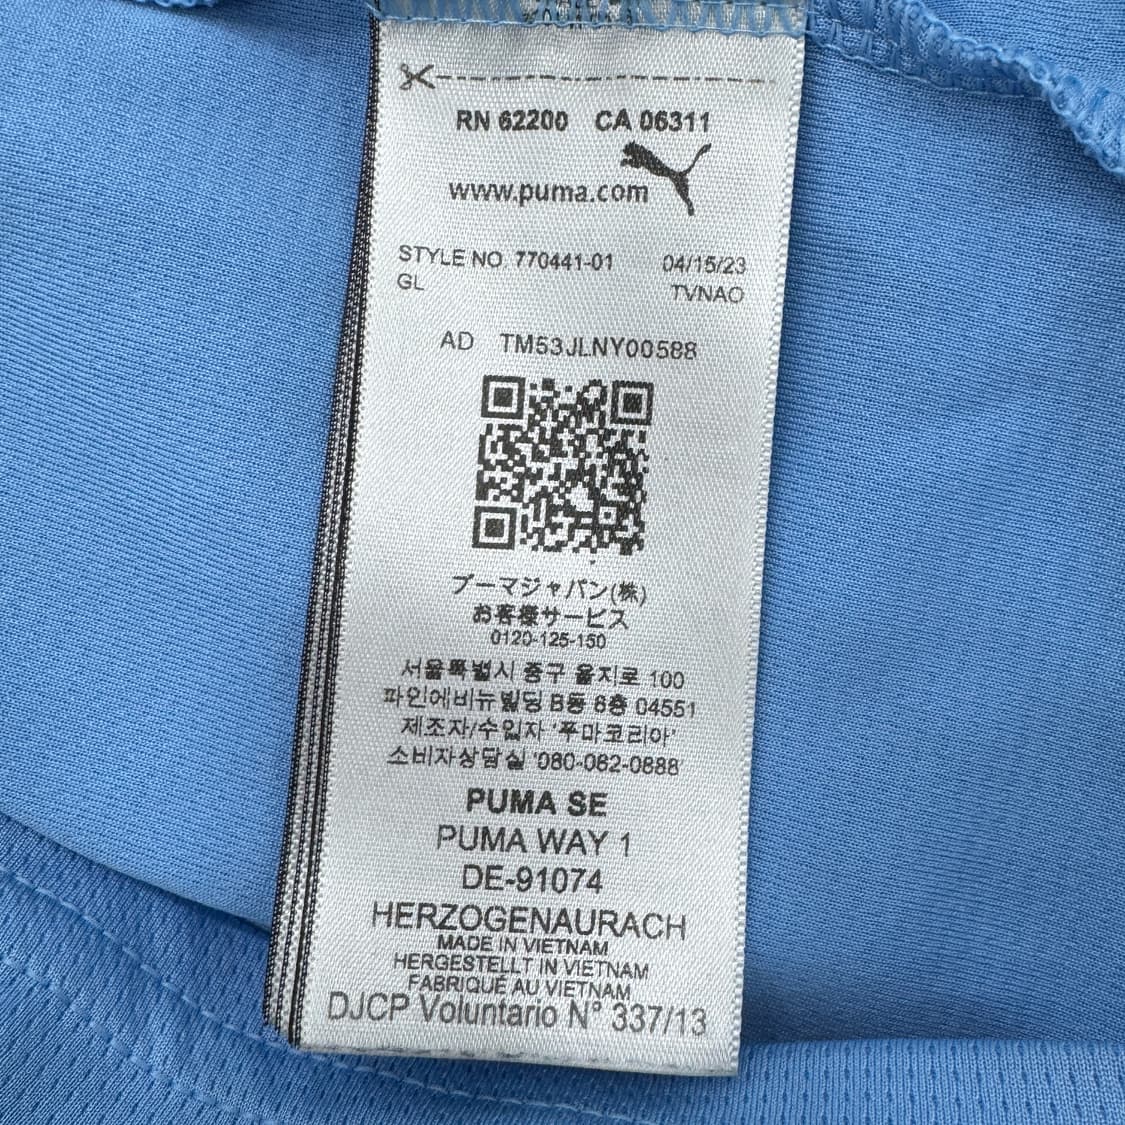 RN 62200 CA 06311
www.puma.com
STYLE NO. 770441-01 04/15/23
GL TVNAO
AD TM53JLNY00588
プーマジャパン(株)
お客様サービス
0120-125-150
서울특별시 중구 을지로 100
파인에비뉴빌딩 B동 6층 04551
제조자/수입자 '푸마코리아'
소비자상담실 '080-062-0888
PUMA SE
PUMA WAY 1
DE-91074
HERZOGENAURACH
MADE IN VIETNAM
HERGESTELLT IN VIETNAM
FABRIQUÉ AU VIETNAM
DJCP Voluntario N° 337/13